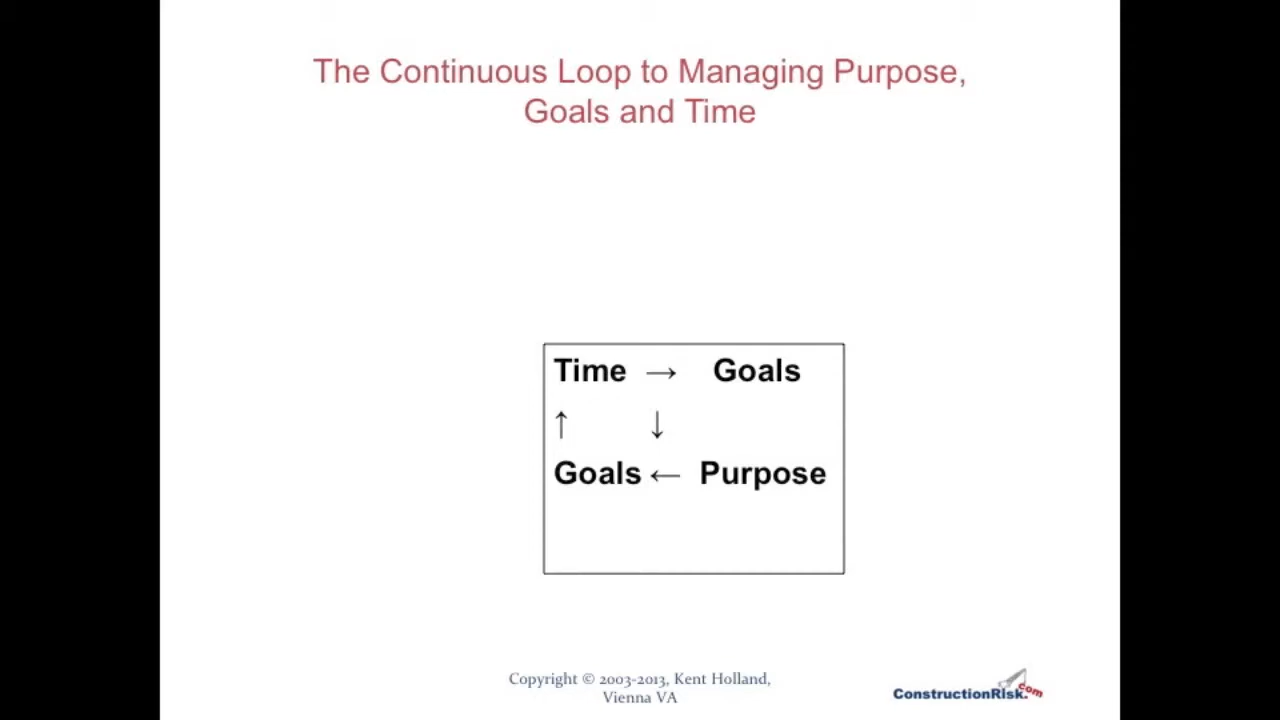 The Continuous Loop to Managing Purpose,
Goals and Time
Time → Goals
↑ ↓
Goals ← Purpose
Copyright © 2003-2013, Kent Holland,
Vienna VA
ConstructionRisk.com